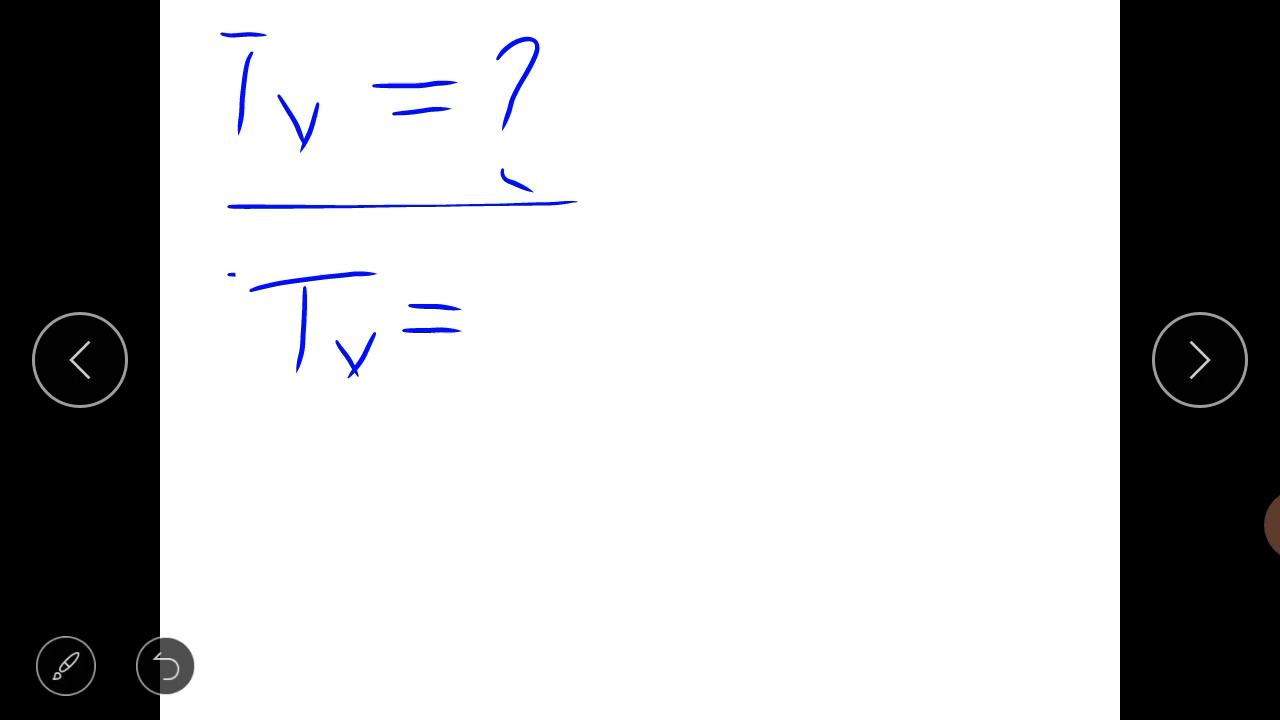 Tv = ?
Tv =